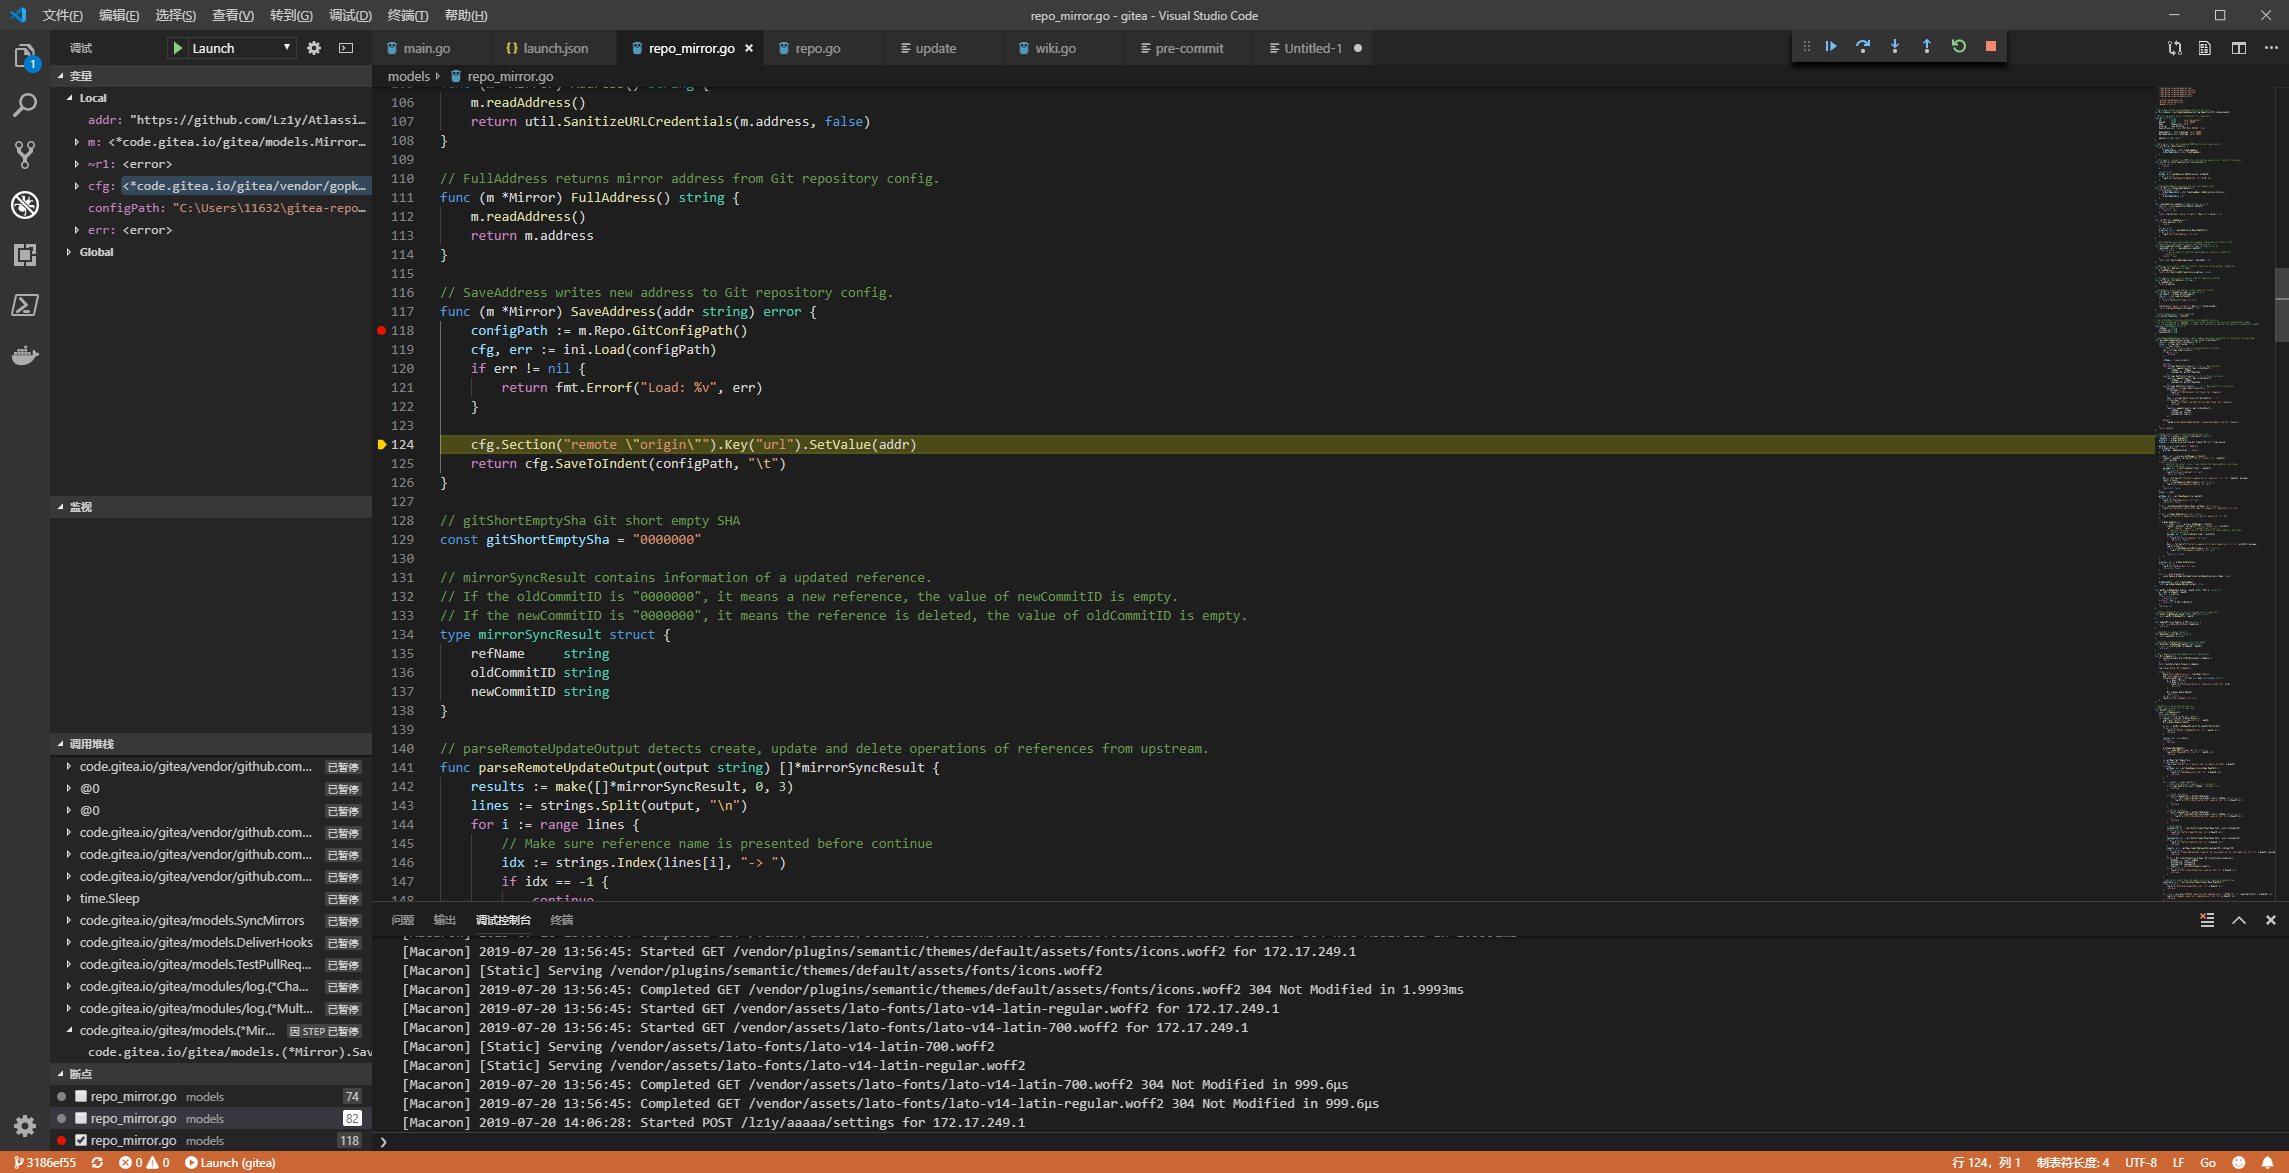 文件(F) 编辑(E) 选择(S) 查看(V) 转到(G) 调试(D) 终端(T) 帮助(H)
repo_mirror.go - gitea - Visual Studio Code
调试
Launch
main.go
launch.json
repo_mirror.go
repo.go
update
wiki.go
pre-commit
Untitled-1
1
变量
Local
addr: "https://github.com/Lz1y/Atlassi...
m: <*code.gitea.io/gitea/models.Mirror...
~r1: <error>
cfg: <*code.gitea.io/gitea/vendor/gopk...
configPath: "C:\Users\11632\gitea-repo...
err: <error>
Global
监视
调用堆栈
code.gitea.io/gitea/vendor/github.com... 已暂停
@0 已暂停
@0 已暂停
code.gitea.io/gitea/vendor/github.com... 已暂停
code.gitea.io/gitea/vendor/github.com... 已暂停
code.gitea.io/gitea/vendor/github.com... 已暂停
time.Sleep 已暂停
code.gitea.io/gitea/models.SyncMirrors 已暂停
code.gitea.io/gitea/models.DeliverHooks 已暂停
code.gitea.io/gitea/models.TestPullReq... 已暂停
code.gitea.io/gitea/modules/log.(*Cha... 已暂停
code.gitea.io/gitea/modules/log.(*Mult... 已暂停
code.gitea.io/gitea/models.(*Mir... 因 STEP 已暂停
code.gitea.io/gitea/models.(*Mirror).Sav
断点
repo_mirror.go models 74
repo_mirror.go models 82
repo_mirror.go models 118
models
repo_mirror.go
106 m.readAddress()
107 return util.SanitizeURLCredentials(m.address, false)
108 }
109
110 // FullAddress returns mirror address from Git repository config.
111 func (m *Mirror) FullAddress() string {
112 m.readAddress()
113 return m.address
114 }
115
116 // SaveAddress writes new address to Git repository config.
117 func (m *Mirror) SaveAddress(addr string) error {
118 configPath := m.Repo.GitConfigPath()
119 cfg, err := ini.Load(configPath)
120 if err != nil {
121 return fmt.Errorf("Load: %v", err)
122 }
123
124 cfg.Section("remote \"origin\"").Key("url").SetValue(addr)
125 return cfg.SaveToIndent(configPath, "\t")
126 }
127
128 // gitShortEmptySha Git short empty SHA
129 const gitShortEmptySha = "0000000"
130
131 // mirrorSyncResult contains information of a updated reference.
132 // If the oldCommitID is "0000000", it means a new reference, the value of newCommitID is empty.
133 // If the newCommitID is "0000000", it means the reference is deleted, the value of oldCommitID is empty.
134 type mirrorSyncResult struct {
135 refName string
136 oldCommitID string
137 newCommitID string
138 }
139
140 // parseRemoteUpdateOutput detects create, update and delete operations of references from upstream.
141 func parseRemoteUpdateOutput(output string) []*mirrorSyncResult {
142 results := make([]*mirrorSyncResult, 0, 3)
143 lines := strings.Split(output, "\n")
144 for i := range lines {
145 // Make sure reference name is presented before continue
146 idx := strings.Index(lines[i], "-> ")
147 if idx == -1 {
148 continue
问题 输出 调试控制台 终端
[Macaron] 2019-07-20 13:56:45: Started GET /vendor/plugins/semantic/themes/default/assets/fonts/icons.woff2 for 172.17.249.1
[Macaron] [Static] Serving /vendor/plugins/semantic/themes/default/assets/fonts/icons.woff2
[Macaron] 2019-07-20 13:56:45: Completed GET /vendor/plugins/semantic/themes/default/assets/fonts/icons.woff2 304 Not Modified in 1.9993ms
[Macaron] 2019-07-20 13:56:45: Started GET /vendor/assets/lato-fonts/lato-v14-latin-regular.woff2 for 172.17.249.1
[Macaron] 2019-07-20 13:56:45: Started GET /vendor/assets/lato-fonts/lato-v14-latin-700.woff2 for 172.17.249.1
[Macaron] [Static] Serving /vendor/assets/lato-fonts/lato-v14-latin-700.woff2
[Macaron] [Static] Serving /vendor/assets/lato-fonts/lato-v14-latin-regular.woff2
[Macaron] 2019-07-20 13:56:45: Completed GET /vendor/assets/lato-fonts/lato-v14-latin-700.woff2 304 Not Modified in 999.6µs
[Macaron] 2019-07-20 13:56:45: Completed GET /vendor/assets/lato-fonts/lato-v14-latin-regular.woff2 304 Not Modified in 999.6µs
[Macaron] 2019-07-20 14:06:28: Started POST /lz1y/aaaaa/settings for 172.17.249.1
3186ef55 0 0 Launch (gitea)
行 124，列 1 制表符长度: 4 UTF-8 LF Go